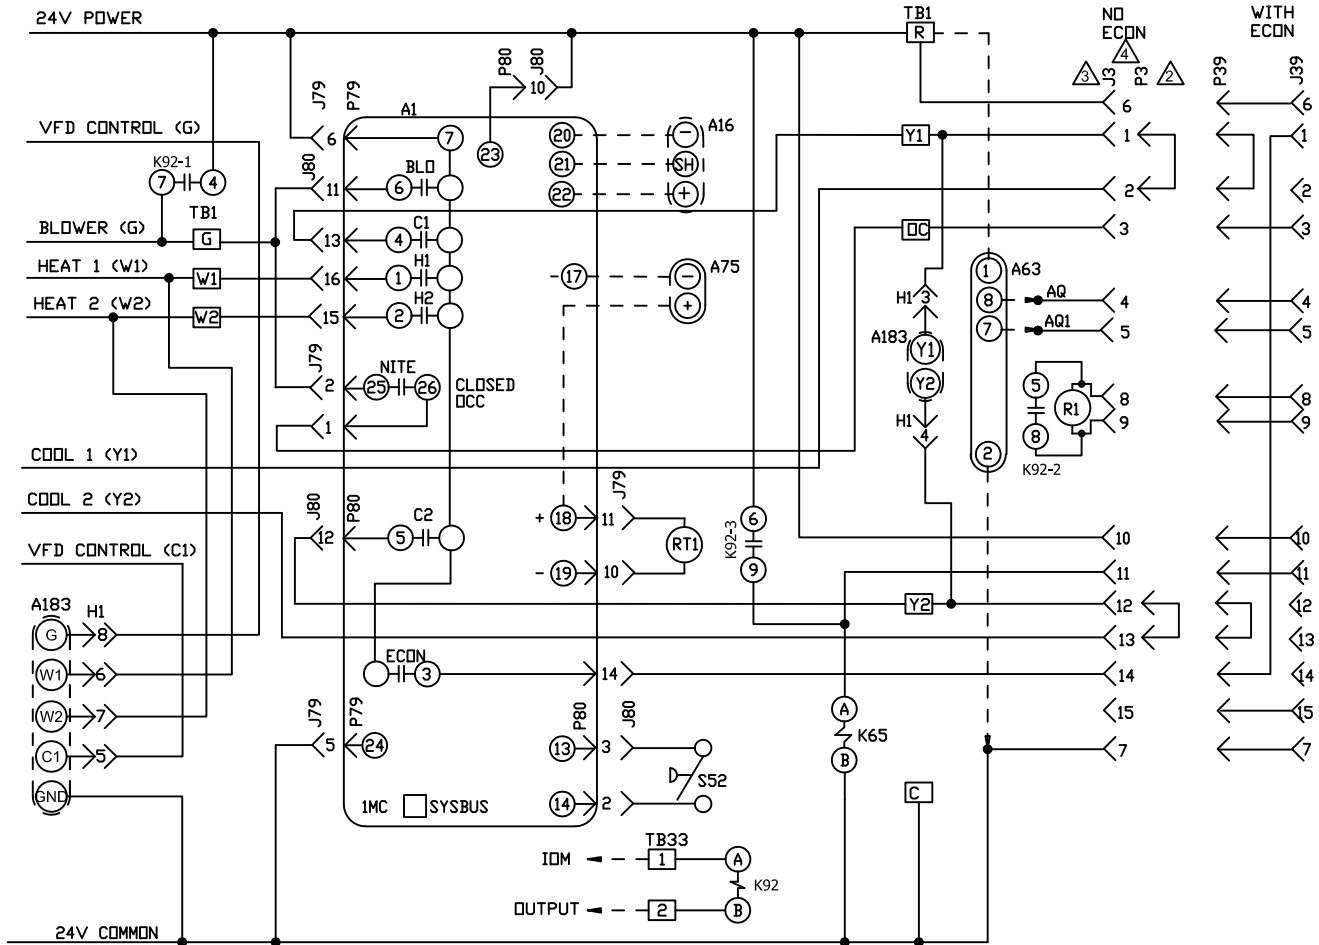 24V POWER
TB1
R
NO ECON
WITH ECON
4
3
J3
P3
2
P39
J39
P80
J80
10
J79
P79
A1
6
7
23
20
21
22
A16
−
SH
+
6
6
VFD CONTROL (G)
K92-1
7
4
J80
BLO
11
6
Y1
1
1
2
2
TB1
BLOWER (G)
G
13
4
C1
OC
3
3
HEAT 1 (W1)
W1
16
1
H1
-
17
A75
−
+
1
A63
HEAT 2 (W2)
W2
15
2
H2
H1
3
8
AQ
4
4
7
AQ1
5
5
A183
Y1
Y2
J79
2
NITE
25
26
CLOSED
OCC
1
H1
4
5
R1
8
8
9
8
9
K92-2
2
COOL 1 (Y1)
COOL 2 (Y2)
J80
P80
12
5
C2
+
18
11
J79
RT1
-
19
10
6
K92-3
9
10
10
11
11
VFD CONTROL (C1)
Y2
12
12
13
13
A183
H1
G
8
W1
6
W2
7
C1
5
GND
ECON
3
14
14
14
15
15
J79
P79
5
24
P80
J80
13
3
S52
14
2
A
K65
B
7
7
1MC
SYSBUS
C
TB33
IOM
1
A
K92
OUTPUT
2
B
24V COMMON